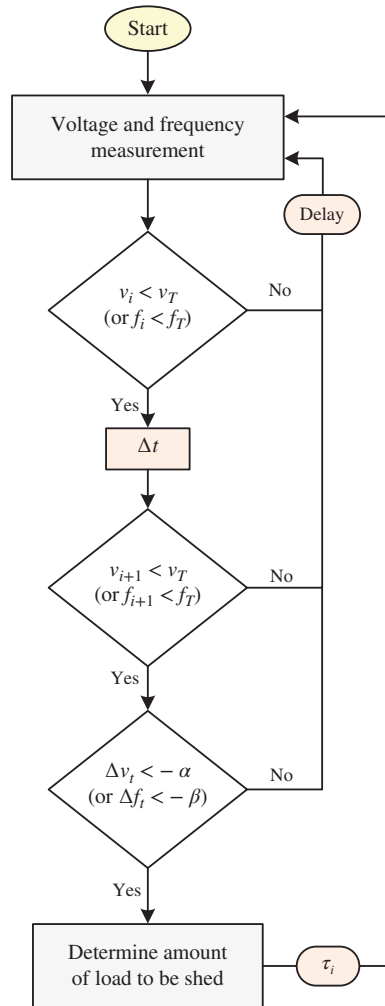 Start
Voltage and frequency
measurement
Delay
v_i < v_T
(or f_i < f_T)
No
Yes
Δt
v_{i+1} < v_T
(or f_{i+1} < f_T)
No
Yes
Δv_t < – α
(or Δf_t < – β)
No
Yes
Determine amount
of load to be shed
τ_i